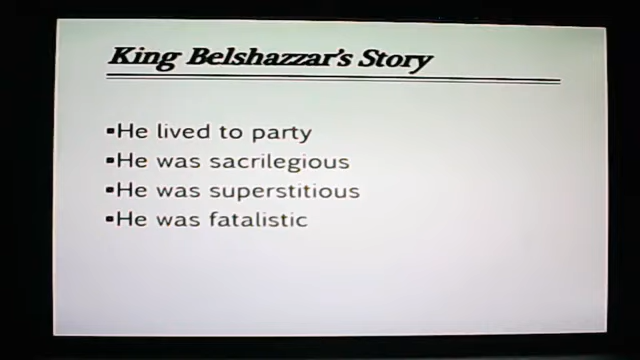 King Belshazzar's Story
▪He lived to party
▪He was sacrilegious
▪He was superstitious
▪He was fatalistic